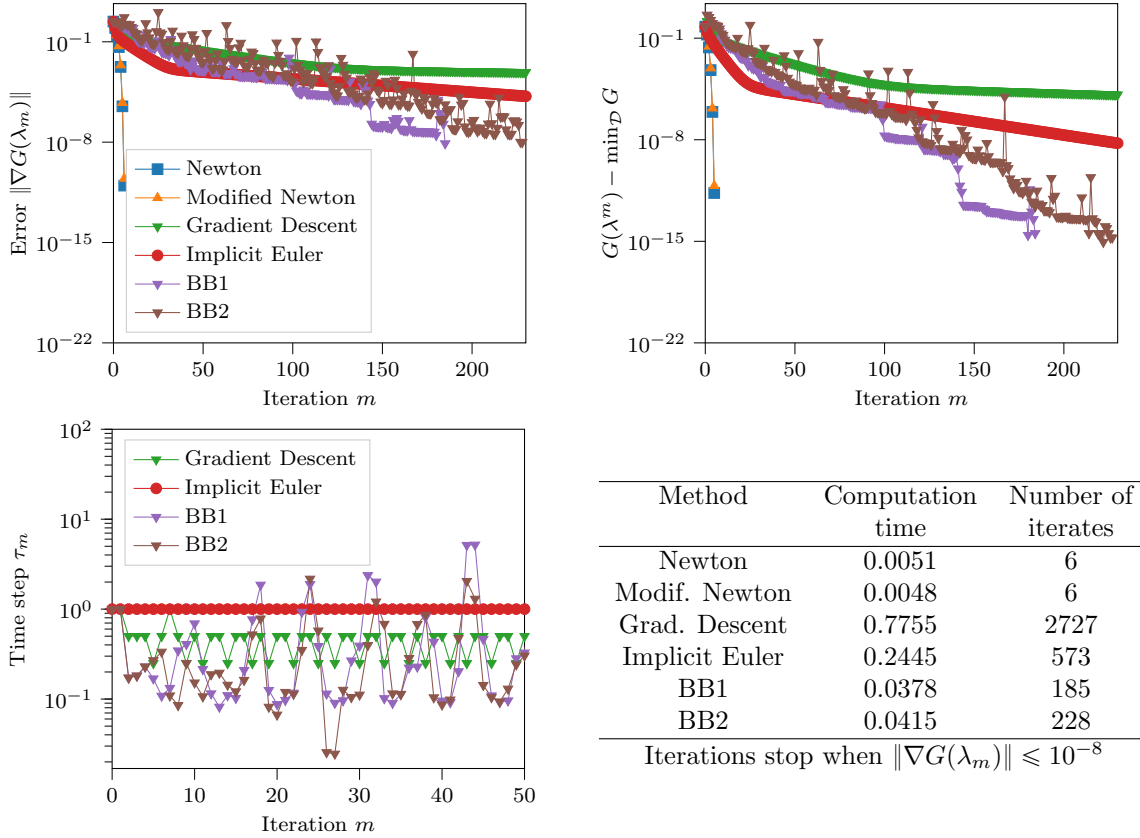 10^{-1}
10^{-8}
10^{-15}
10^{-22}
Error ‖∇G(λ_m)‖
Newton
Modified Newton
Gradient Descent
Implicit Euler
BB1
BB2
0 50 100 150 200
Iteration m
10^{-1}
10^{-8}
10^{-15}
10^{-22}
G(λ^m) − min_𝒟 G
0 50 100 150 200
Iteration m
10^2
10^1
10^0
10^{-1}
Time step τ_m
Gradient Descent
Implicit Euler
BB1
BB2
0 10 20 30 40 50
Iteration m
Method Computation Number of
time iterates
Newton 0.0051 6
Modif. Newton 0.0048 6
Grad. Descent 0.7755 2727
Implicit Euler 0.2445 573
BB1 0.0378 185
BB2 0.0415 228
Iterations stop when ‖∇G(λ_m)‖ ⩽ 10^{-8}